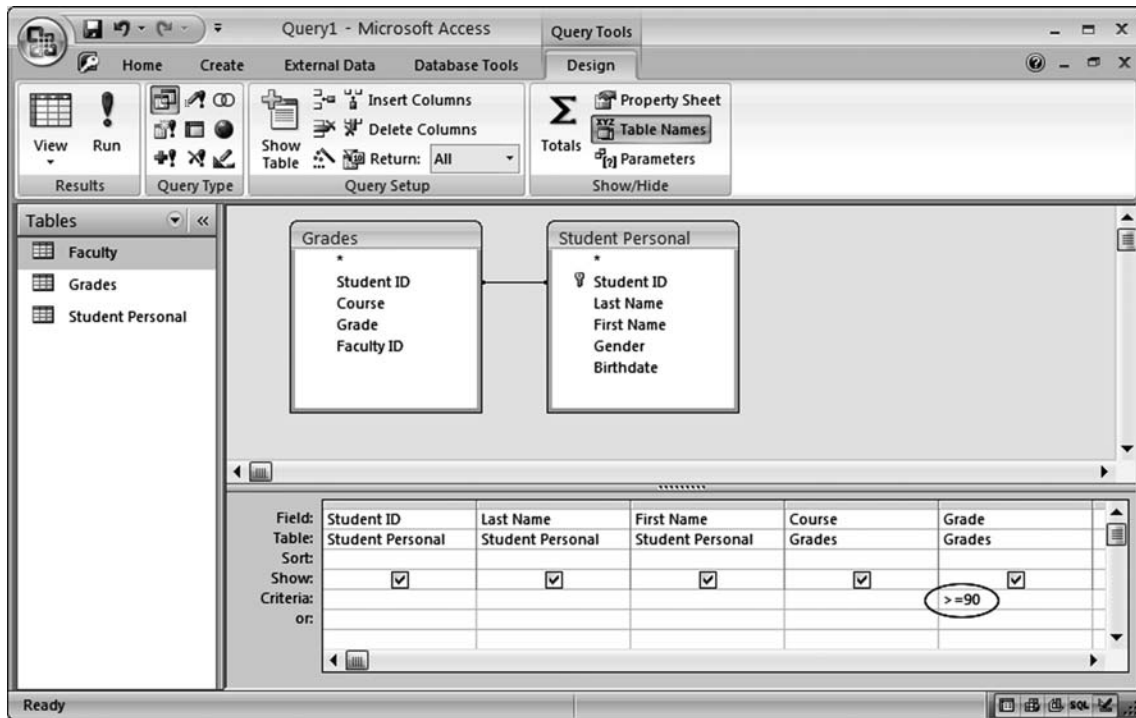 Query1 - Microsoft Access
Query Tools
Home Create External Data Database Tools Design
View
Run
Results
Query Type
Show Table
Insert Columns
Delete Columns
Return: All
Query Setup
Σ
Totals
Property Sheet
XYZ Table Names
[?] Parameters
Show/Hide
Tables «
Faculty
Grades
Student Personal
Grades
*
Student ID
Course
Grade
Faculty ID
Student Personal
*
Student ID
Last Name
First Name
Gender
Birthdate
Field: Student ID Last Name First Name Course Grade
Table: Student Personal Student Personal Student Personal Grades Grades
Sort:
Show:
Criteria: >=90
or:
Ready
SQL